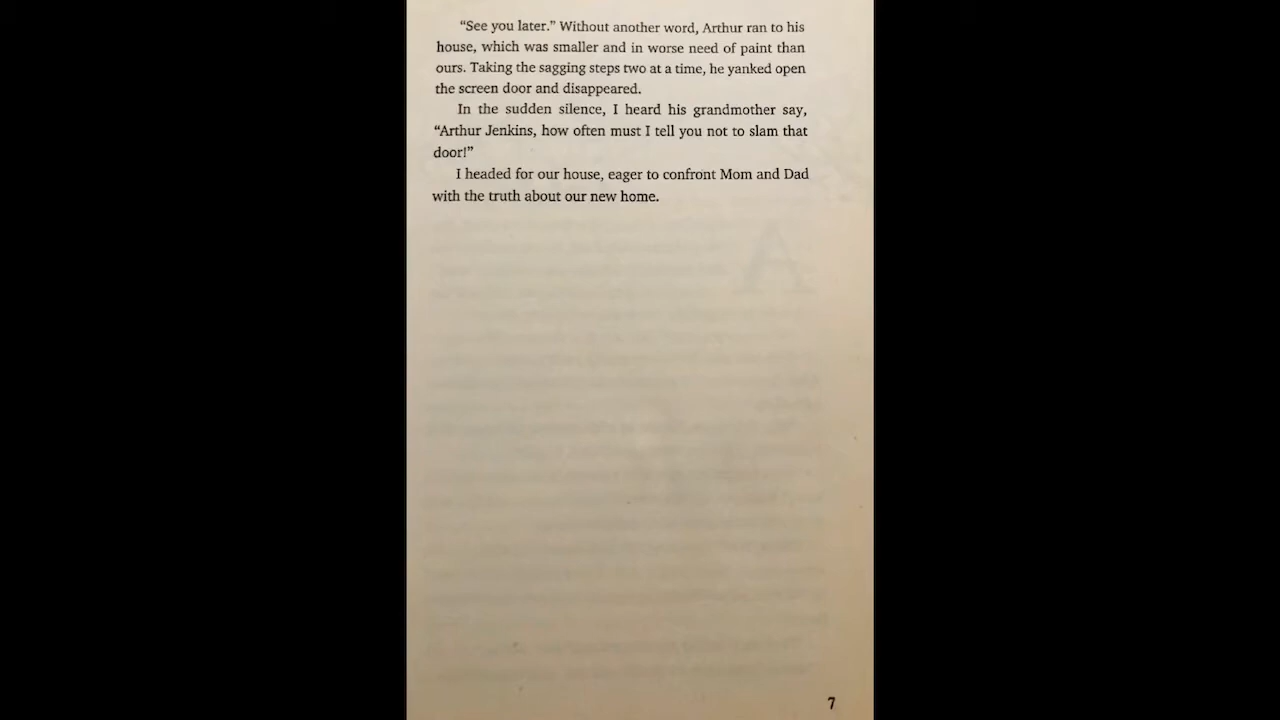 “See you later.” Without another word, Arthur ran to his
house, which was smaller and in worse need of paint than
ours. Taking the sagging steps two at a time, he yanked open
the screen door and disappeared.
In the sudden silence, I heard his grandmother say,
“Arthur Jenkins, how often must I tell you not to slam that
door!”
I headed for our house, eager to confront Mom and Dad
with the truth about our new home.
7